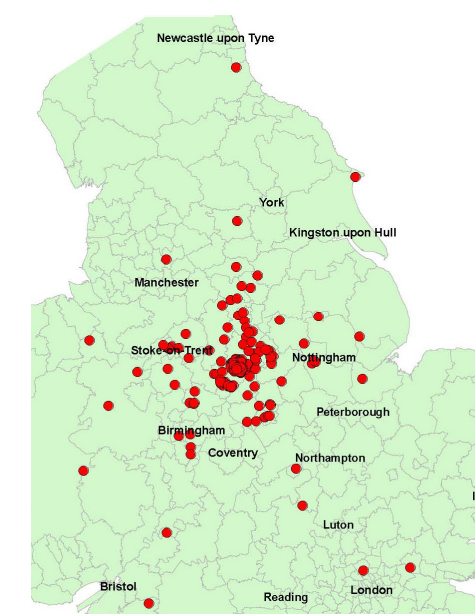 Newcastle upon Tyne
York
Kingston upon Hull
Manchester
Stoke-on-Trent
Nottingham
Peterborough
Birmingham
Coventry
Northampton
Luton
Bristol
London
Reading